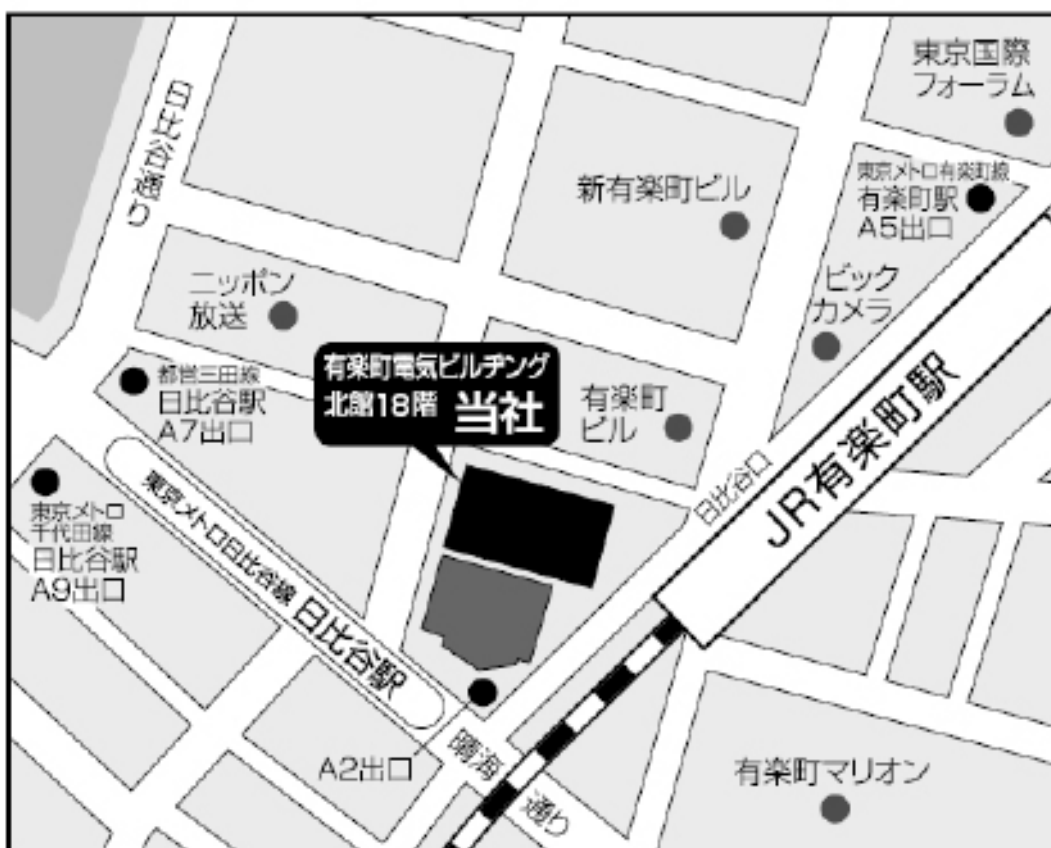 東京国際
フォーラム
日比谷通り
東京メトロ有楽町線
有楽町駅
A5出口
新有楽町ビル
ビック
カメラ
ニッポン
放送
有楽町電気ビルヂング
北館18階 当社
都営三田線
日比谷駅
A7出口
有楽町
ビル
JR有楽町駅
日比谷口
東京メトロ
千代田線
日比谷駅
A9出口
東京メトロ日比谷線 日比谷駅
A2出口
晴海通り
有楽町マリオン